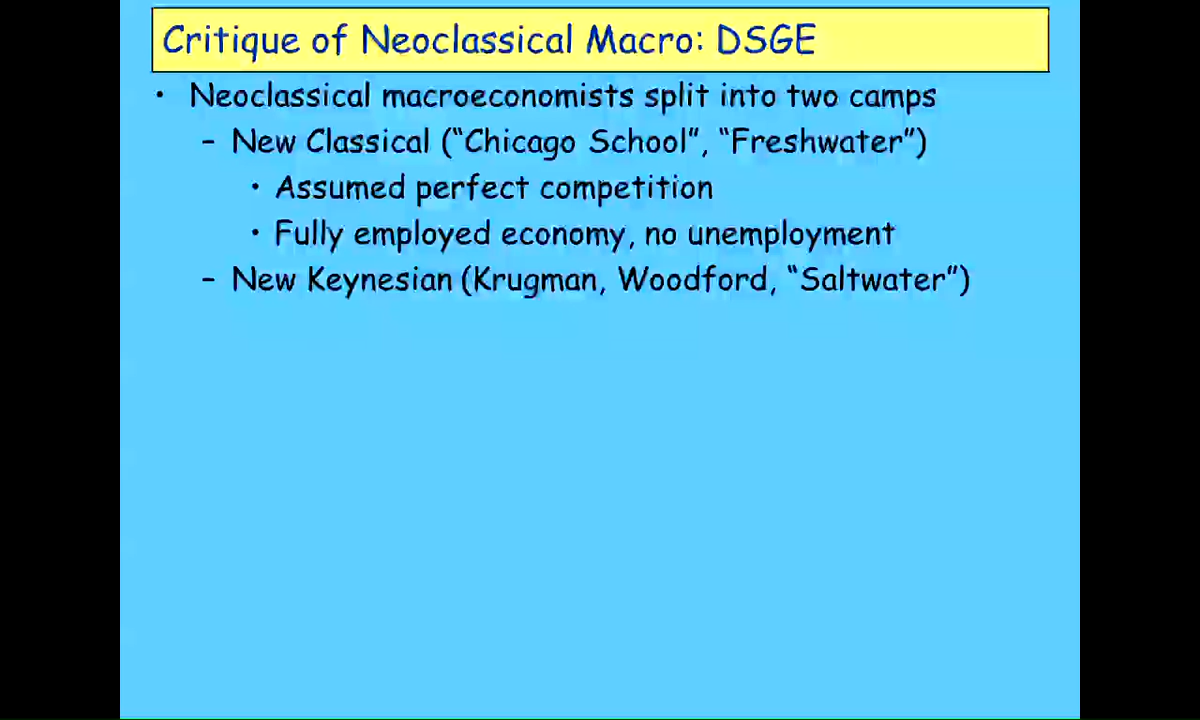 Critique of Neoclassical Macro: DSGE
• Neoclassical macroeconomists split into two camps
– New Classical (“Chicago School”, “Freshwater”)
• Assumed perfect competition
• Fully employed economy, no unemployment
– New Keynesian (Krugman, Woodford, “Saltwater”)